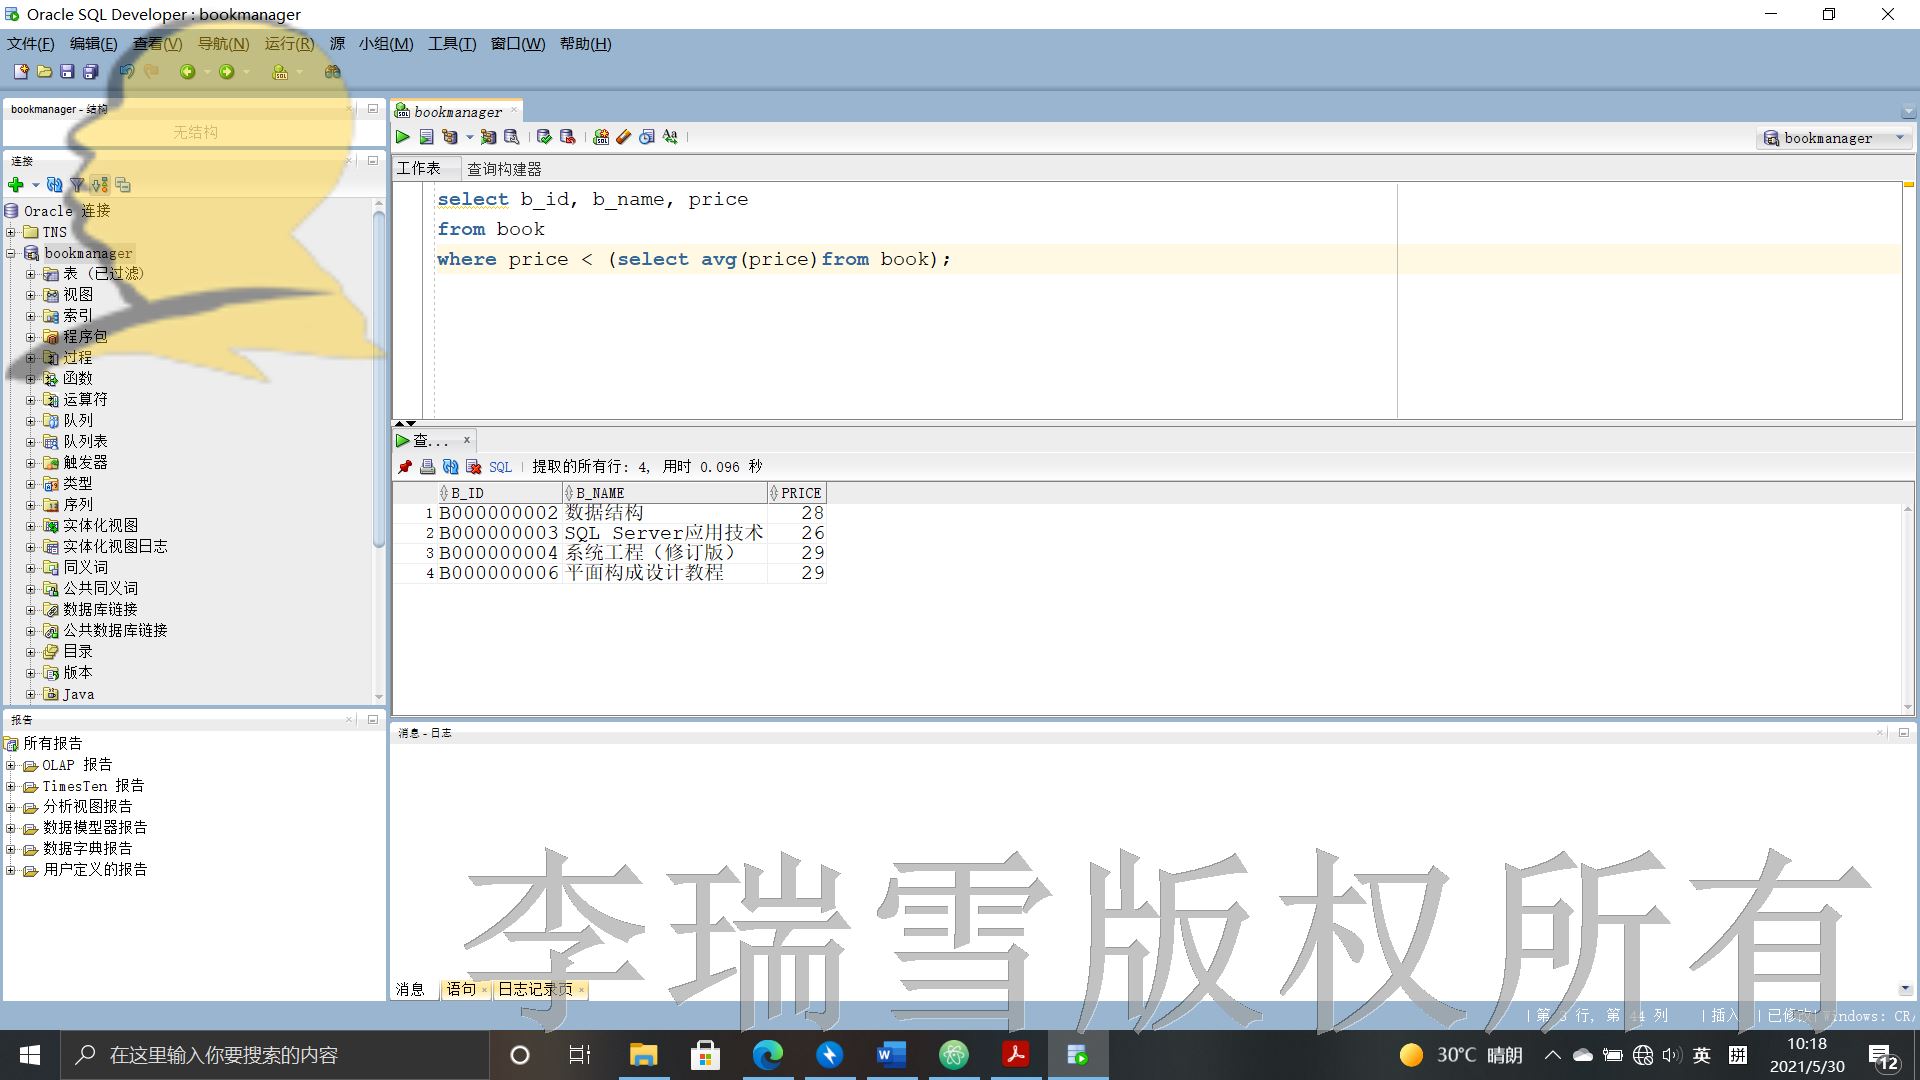 Oracle SQL Developer : bookmanager
文件(F) 编辑(E) 查看(V) 导航(N) 运行(R) 源 小组(M) 工具(T) 窗口(W) 帮助(H)
bookmanager - 结构
无结构
连接
Oracle 连接
TNS
bookmanager
表 (已过滤)
视图
索引
程序包
过程
函数
运算符
队列
队列表
触发器
类型
序列
实体化视图
实体化视图日志
同义词
公共同义词
数据库链接
公共数据库链接
目录
版本
Java
报告
所有报告
OLAP 报告
TimesTen 报告
分析视图报告
数据模型器报告
数据字典报告
用户定义的报告
bookmanager
bookmanager
工作表 查询构建器
select b_id, b_name, price
from book
where price < (select avg(price)from book);
查...
SQL | 提取的所有行: 4, 用时 0.096 秒
B_ID B_NAME PRICE
1 B000000002 数据结构 28
2 B000000003 SQL Server应用技术 26
3 B000000004 系统工程（修订版） 29
4 B000000006 平面构成设计教程 29
消息 - 日志
李瑞雪版权所有
消息 语句 日志记录页
第 3 行, 第 44 列 | 插入 | 已修改 Windows: CR/
在这里输入你要搜索的内容
30°C 晴朗 英 拼
10:18
2021/5/30
12